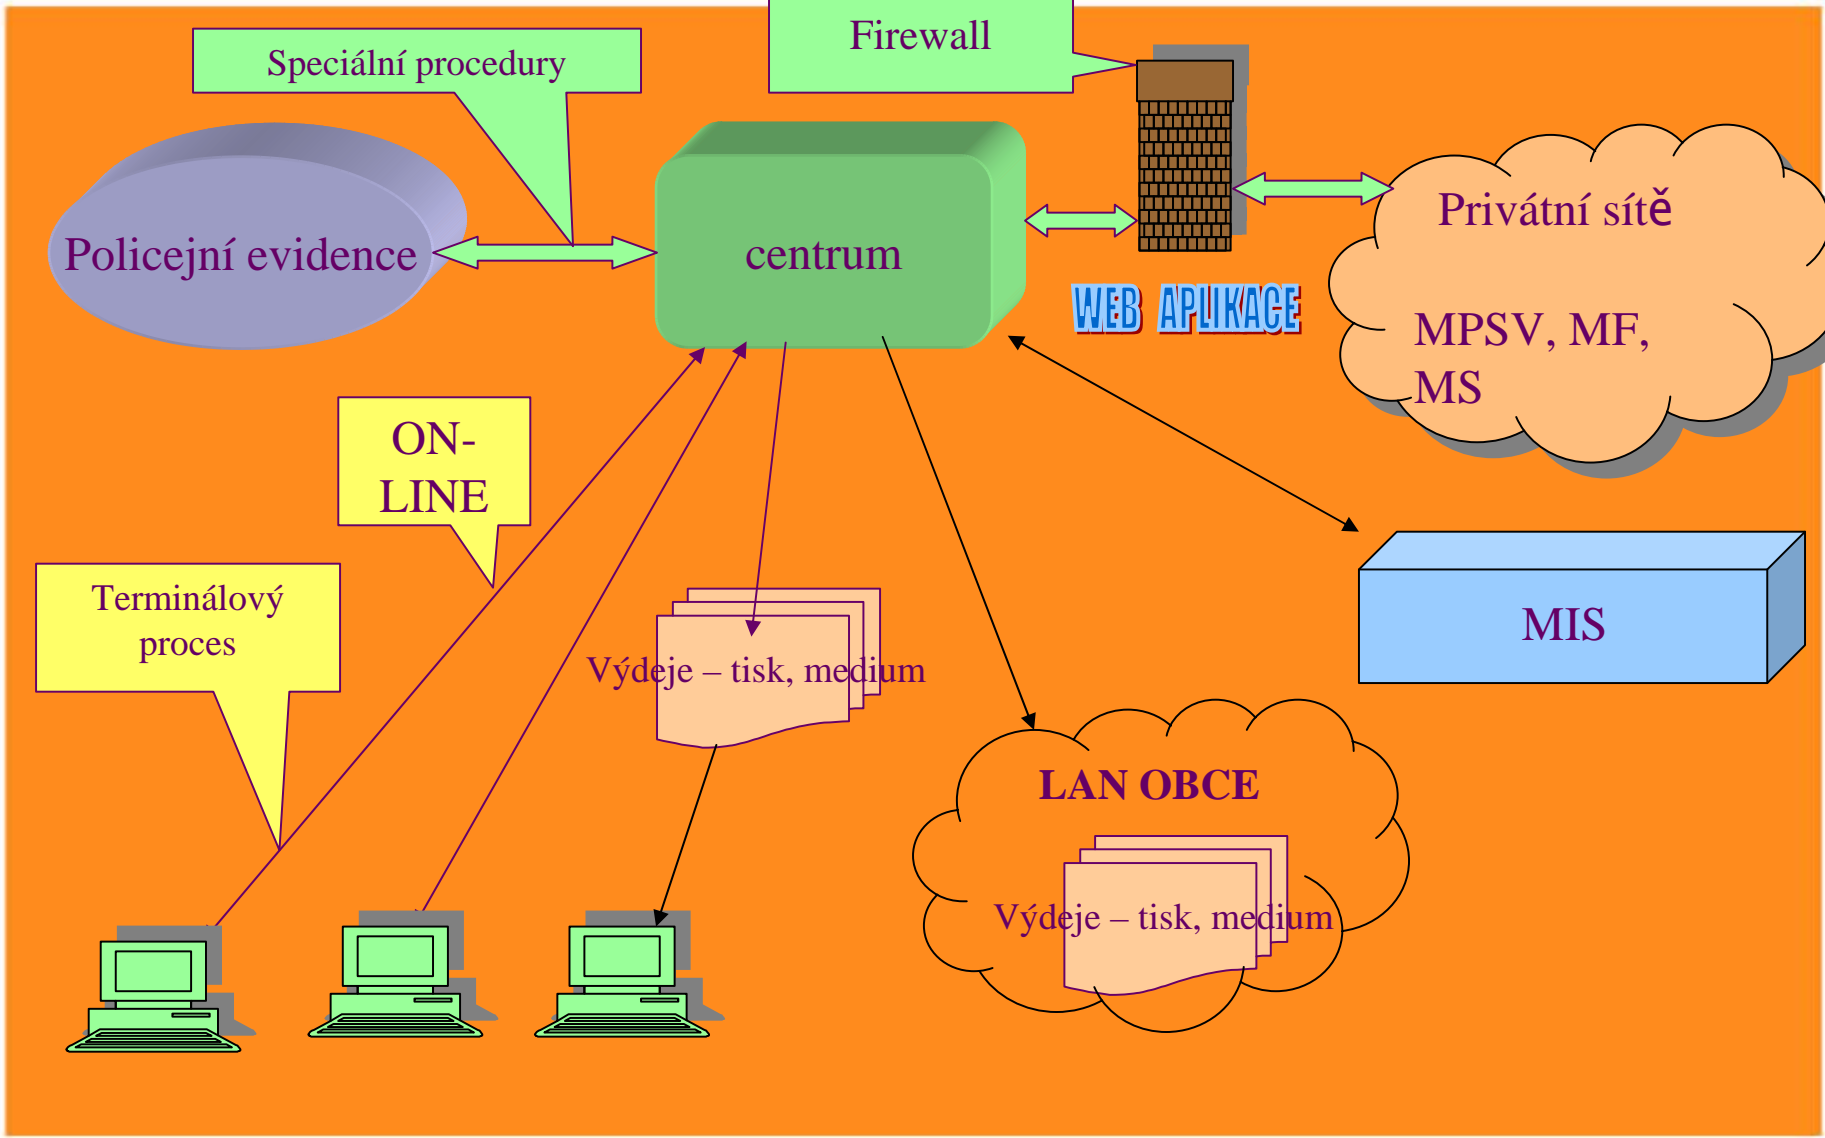 Firewall
Speciální procedury
Policejní evidence
centrum
Privátní sítě
WEB APLIKACE
MPSV, MF,
MS
ON-
LINE
Terminálový
proces
MIS
Výdeje – tisk, medium
LAN OBCE
Výdeje – tisk, medium